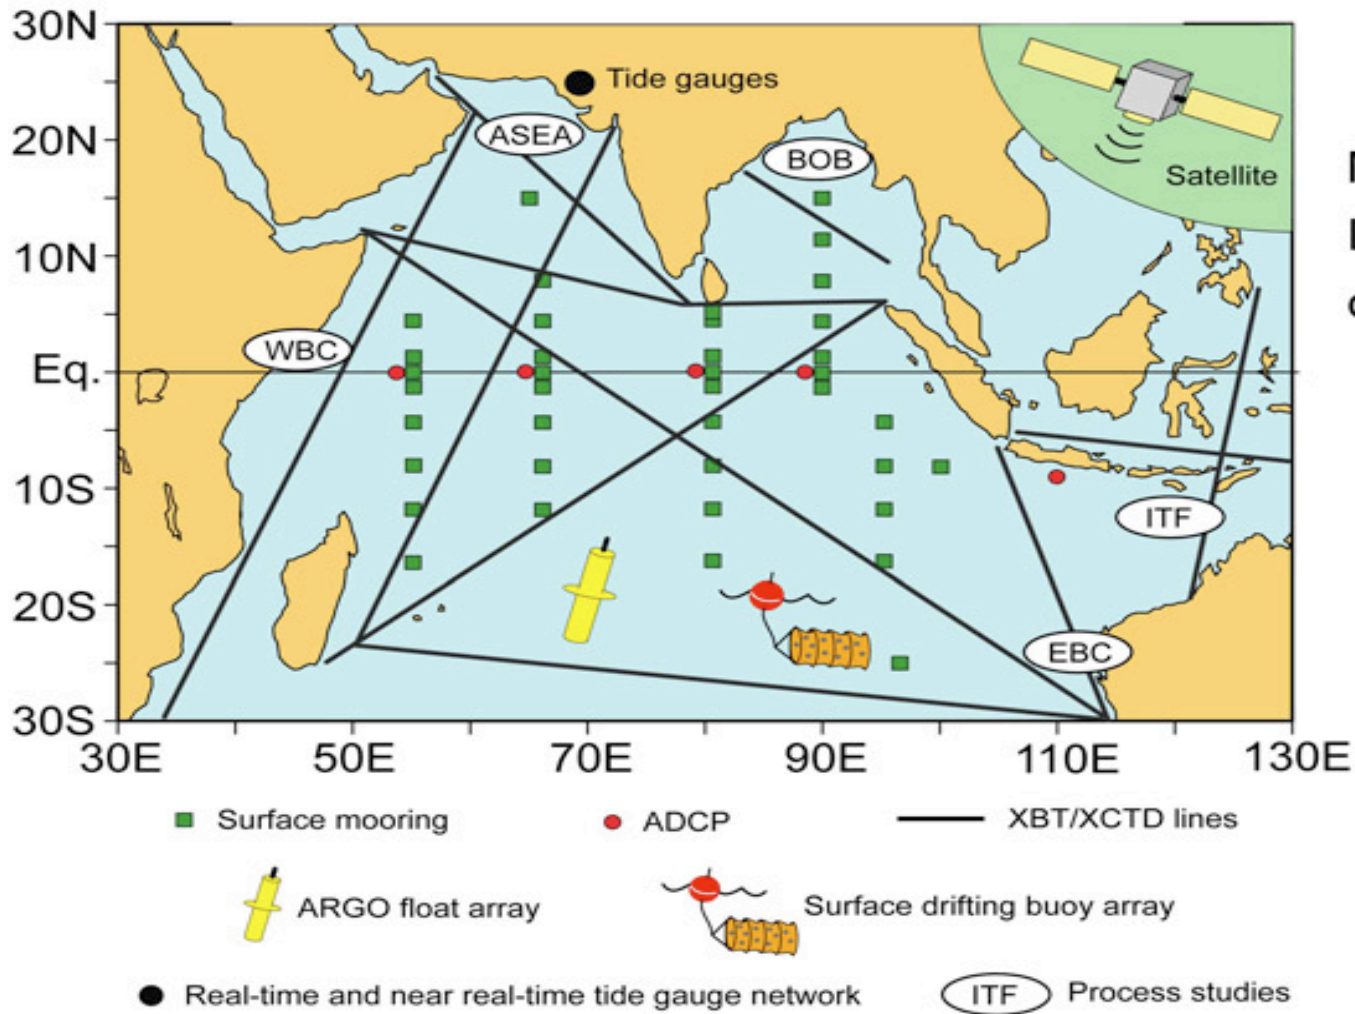 30N
20N
10N
Eq.
10S
20S
30S
30E 50E 70E 90E 110E 130E
Tide gauges
ASEA
BOB
Satellite
WBC
ITF
EBC
Surface mooring ADCP XBT/XCTD lines
ARGO float array Surface drifting buoy array
Real-time and near real-time tide gauge network ITF Process studies